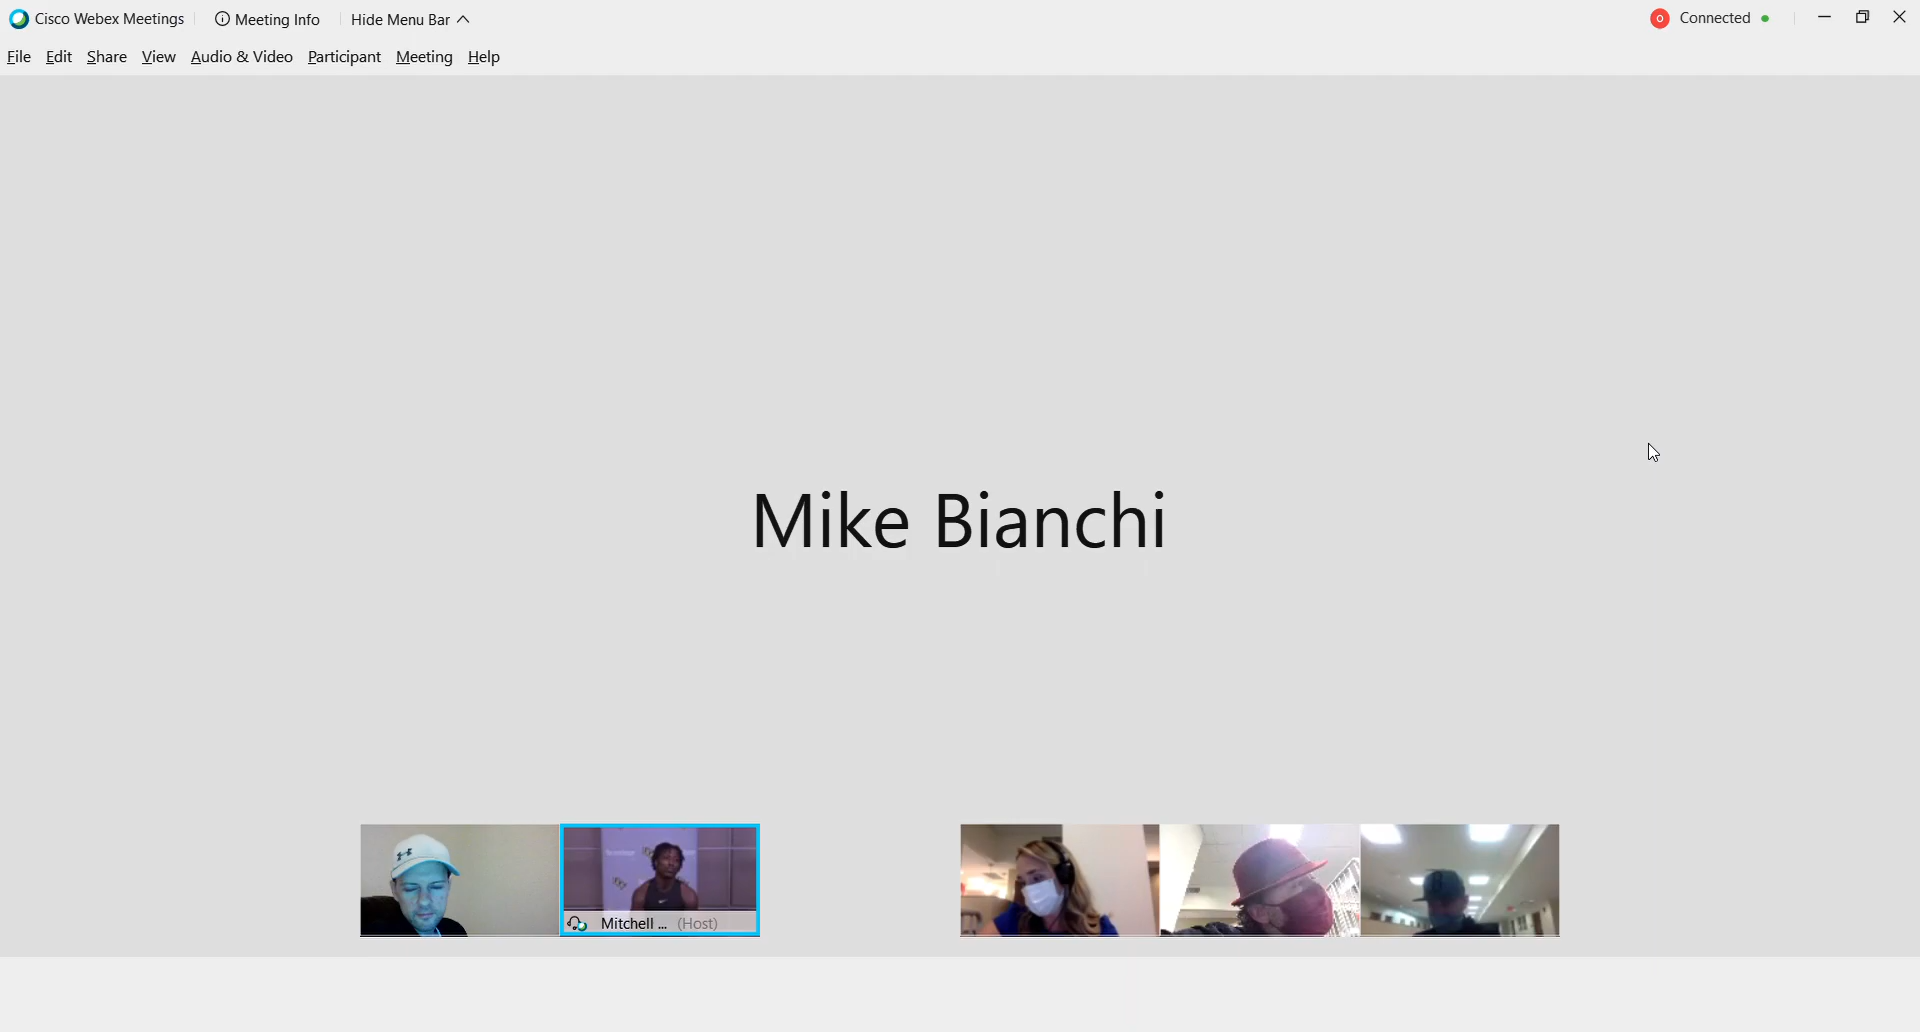 Cisco Webex Meetings
Meeting Info
Hide Menu Bar
Connected
File Edit Share View Audio & Video Participant Meeting Help
Mike Bianchi
Mitchell ... (Host)